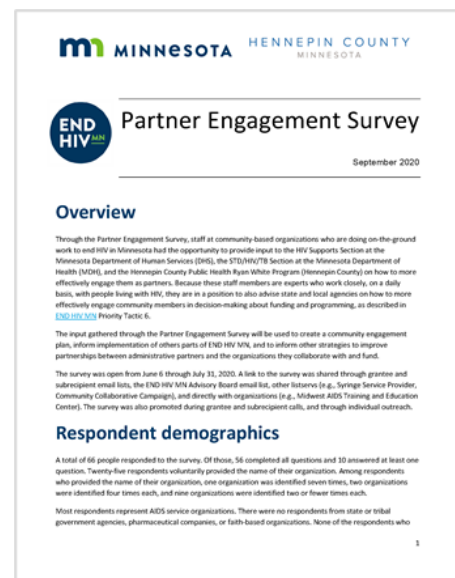 mn MINNESOTA HENNEPIN COUNTY
MINNESOTA
END
HIV MN
Partner Engagement Survey
September 2020
Overview
Through the Partner Engagement Survey, staff at community-based organizations who are doing on-the-ground
work to end HIV in Minnesota had the opportunity to provide input to the HIV Supports Section at the
Minnesota Department of Human Services (DHS), the STD/HIV/TB Section at the Minnesota Department of
Health (MDH), and the Hennepin County Public Health Ryan White Program (Hennepin County) on how to more
effectively engage them as partners. Because these staff members are experts who work closely, on a daily
basis, with people living with HIV, they are in a position to also advise state and local agencies on how to more
effectively engage community members in decision-making about funding and programming, as described in
END HIV MN Priority Tactic 6.
The input gathered through the Partner Engagement Survey will be used to create a community engagement
plan, inform implementation of others parts of END HIV MN, and to inform other strategies to improve
partnerships between administrative partners and the organizations they collaborate with and fund.
The survey was open from June 6 through July 31, 2020. A link to the survey was shared through grantee and
subrecipient email lists, the END HIV MN Advisory Board email list, other listservs (e.g., Syringe Service Provider,
Community Collaborative Campaign), and directly with organizations (e.g., Midwest AIDS Training and Education
Center). The survey was also promoted during grantee and subrecipient calls, and through individual outreach.
Respondent demographics
A total of 66 people responded to the survey. Of those, 56 completed all questions and 10 answered at least one
question. Twenty-five respondents voluntarily provided the name of their organization. Among respondents
who provided the name of their organization, one organization was identified seven times, two organizations
were identified four times each, and nine organizations were identified two or fewer times each.
Most respondents represent AIDS service organizations. There were no respondents from state or tribal
government agencies, pharmaceutical companies, or faith-based organizations. None of the respondents who
1